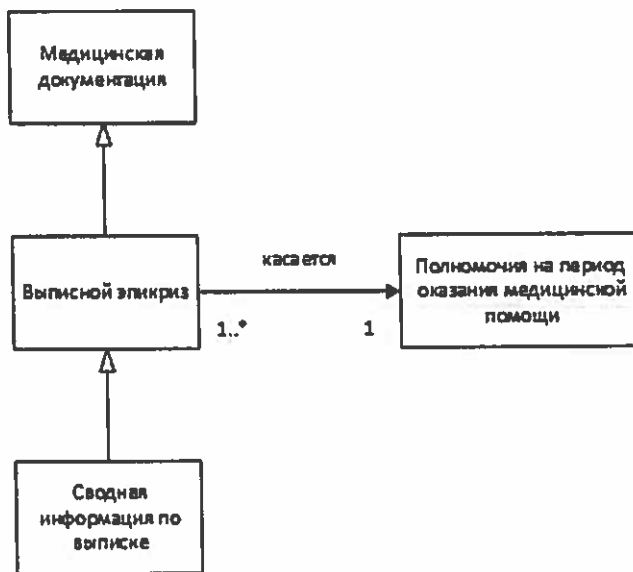 Медицинская
документация
Выписной эпикриз
касается
1..*
1
Полномочия на период
оказания медицинской
помощи
Сводная
информация по
выписке